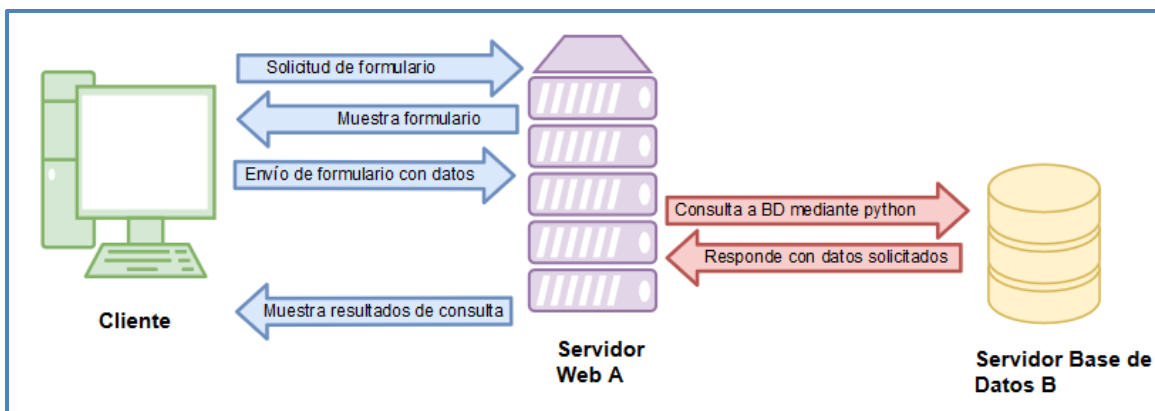 Solicitud de formulario
Muestra formulario
Envío de formulario con datos
Consulta a BD mediante python
Responde con datos solicitados
Muestra resultados de consulta
Cliente
Servidor
Web A
Servidor Base de
Datos B